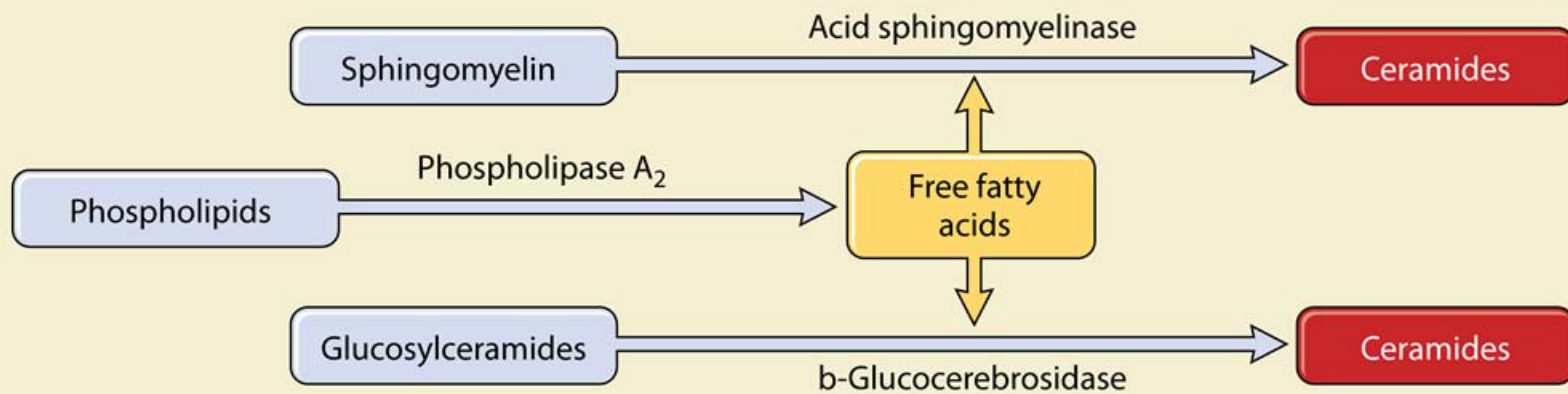 Acid sphingomyelinase
Sphingomyelin
Ceramides
Phospholipase A₂
Phospholipids
Free fatty
acids
Glucosylceramides
Ceramides
b-Glucocerebrosidase